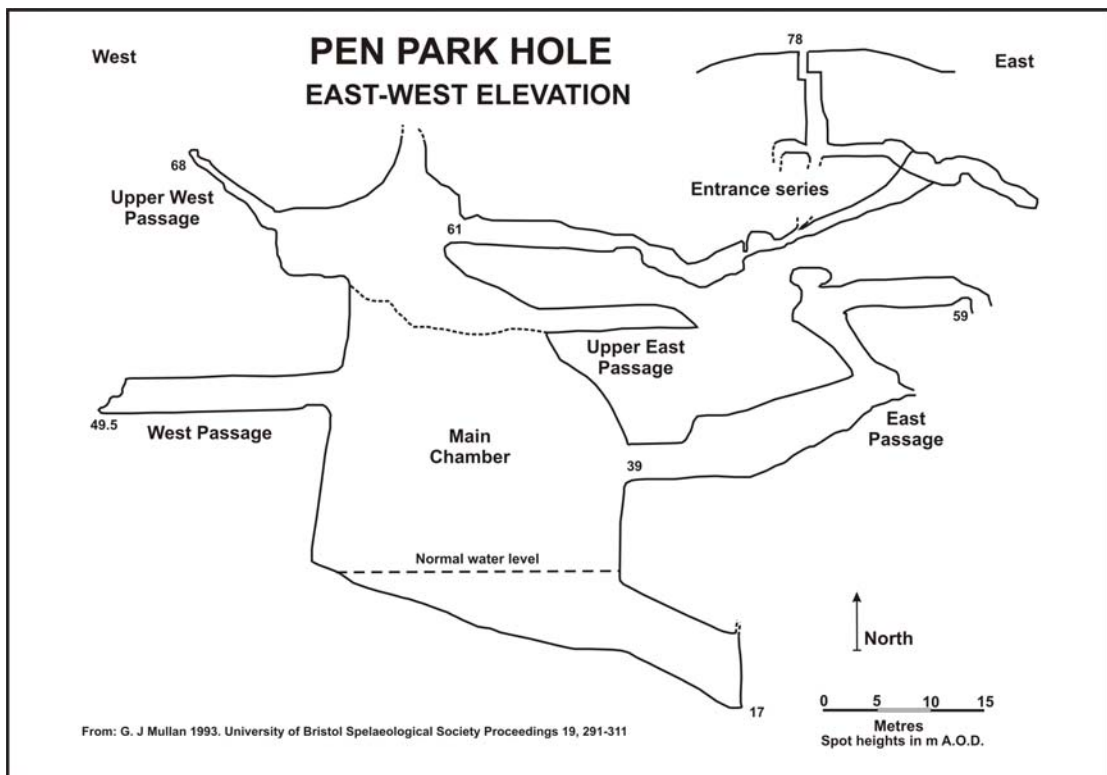 West
PEN PARK HOLE
EAST-WEST ELEVATION
78
East
68
Upper West
Passage
Entrance series
61
59
Upper East
Passage
49.5
West Passage
Main
Chamber
East
Passage
39
Normal water level
North
17
0 5 10 15
Metres
Spot heights in m A.O.D.
From: G. J Mullan 1993. University of Bristol Spelaeological Society Proceedings 19, 291-311